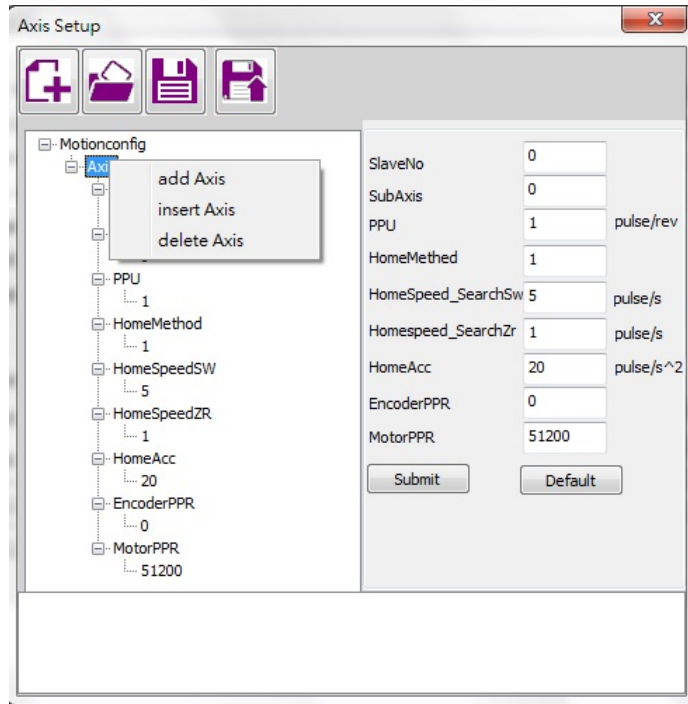 Axis Setup
x
Motionconfig
Axi
add Axis
insert Axis
delete Axis
PPU
1
HomeMethod
1
HomeSpeedSW
5
HomeSpeedZR
1
HomeAcc
20
EncoderPPR
0
MotorPPR
51200
SlaveNo 0
SubAxis 0
PPU 1 pulse/rev
HomeMethed 1
HomeSpeed_SearchSw 5 pulse/s
Homespeed_SearchZr 1 pulse/s
HomeAcc 20 pulse/s^2
EncoderPPR 0
MotorPPR 51200
Submit Default